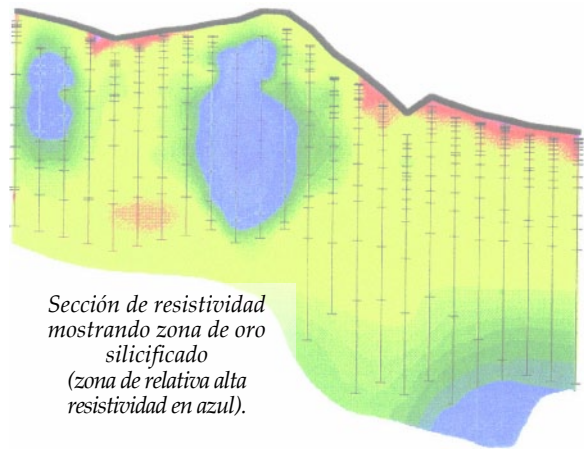 Sección de resistividad
mostrando zona de oro
silicificado
(zona de relativa alta
resistividad en azul).